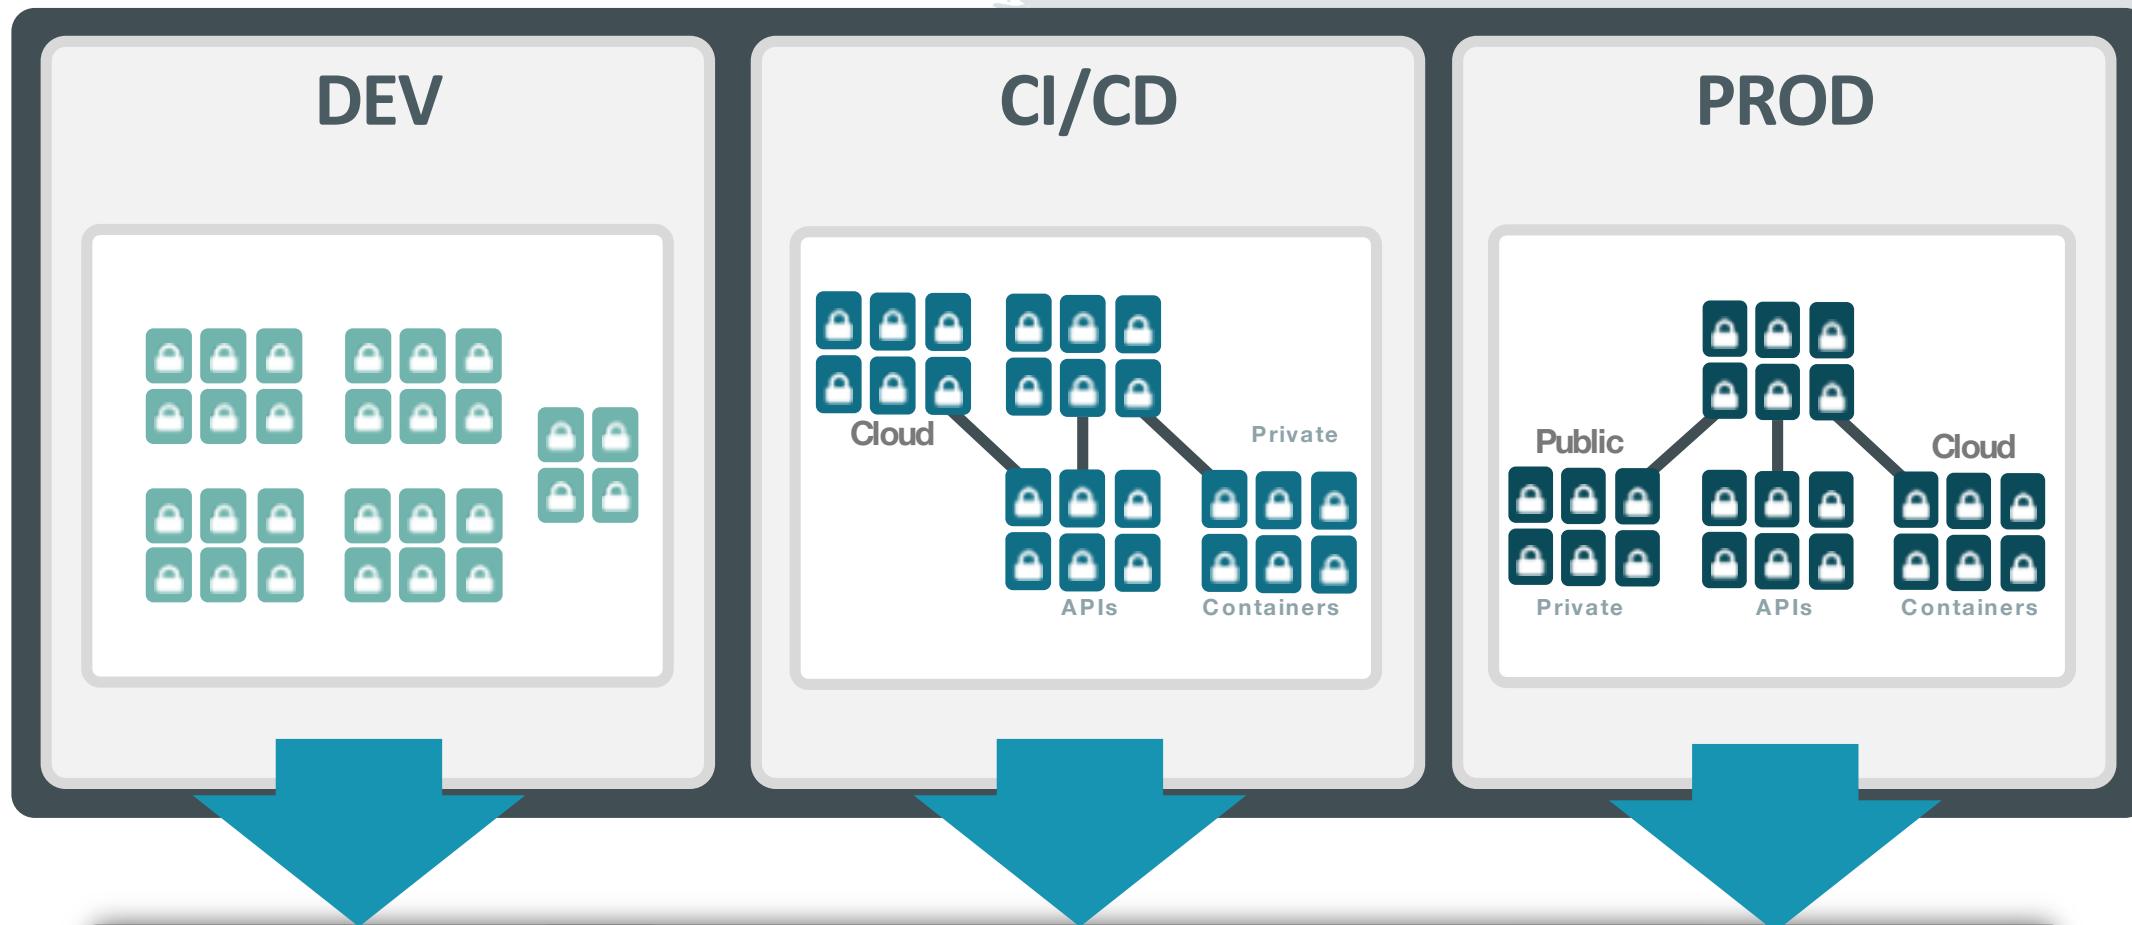 DEV
CI/CD
PROD
Cloud
Private
APIs
Containers
Public
Cloud
Private
APIs
Containers